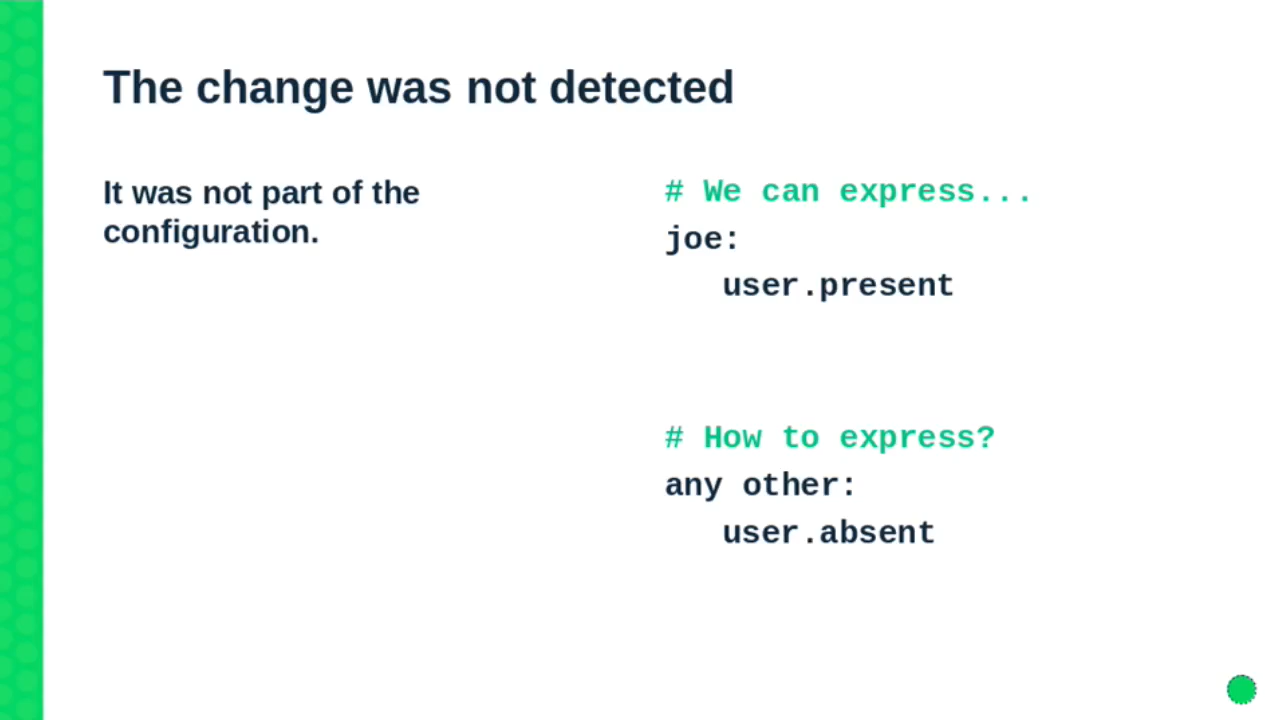 The change was not detected
It was not part of the
configuration.
# We can express...
joe:
   user.present
# How to express?
any other:
   user.absent